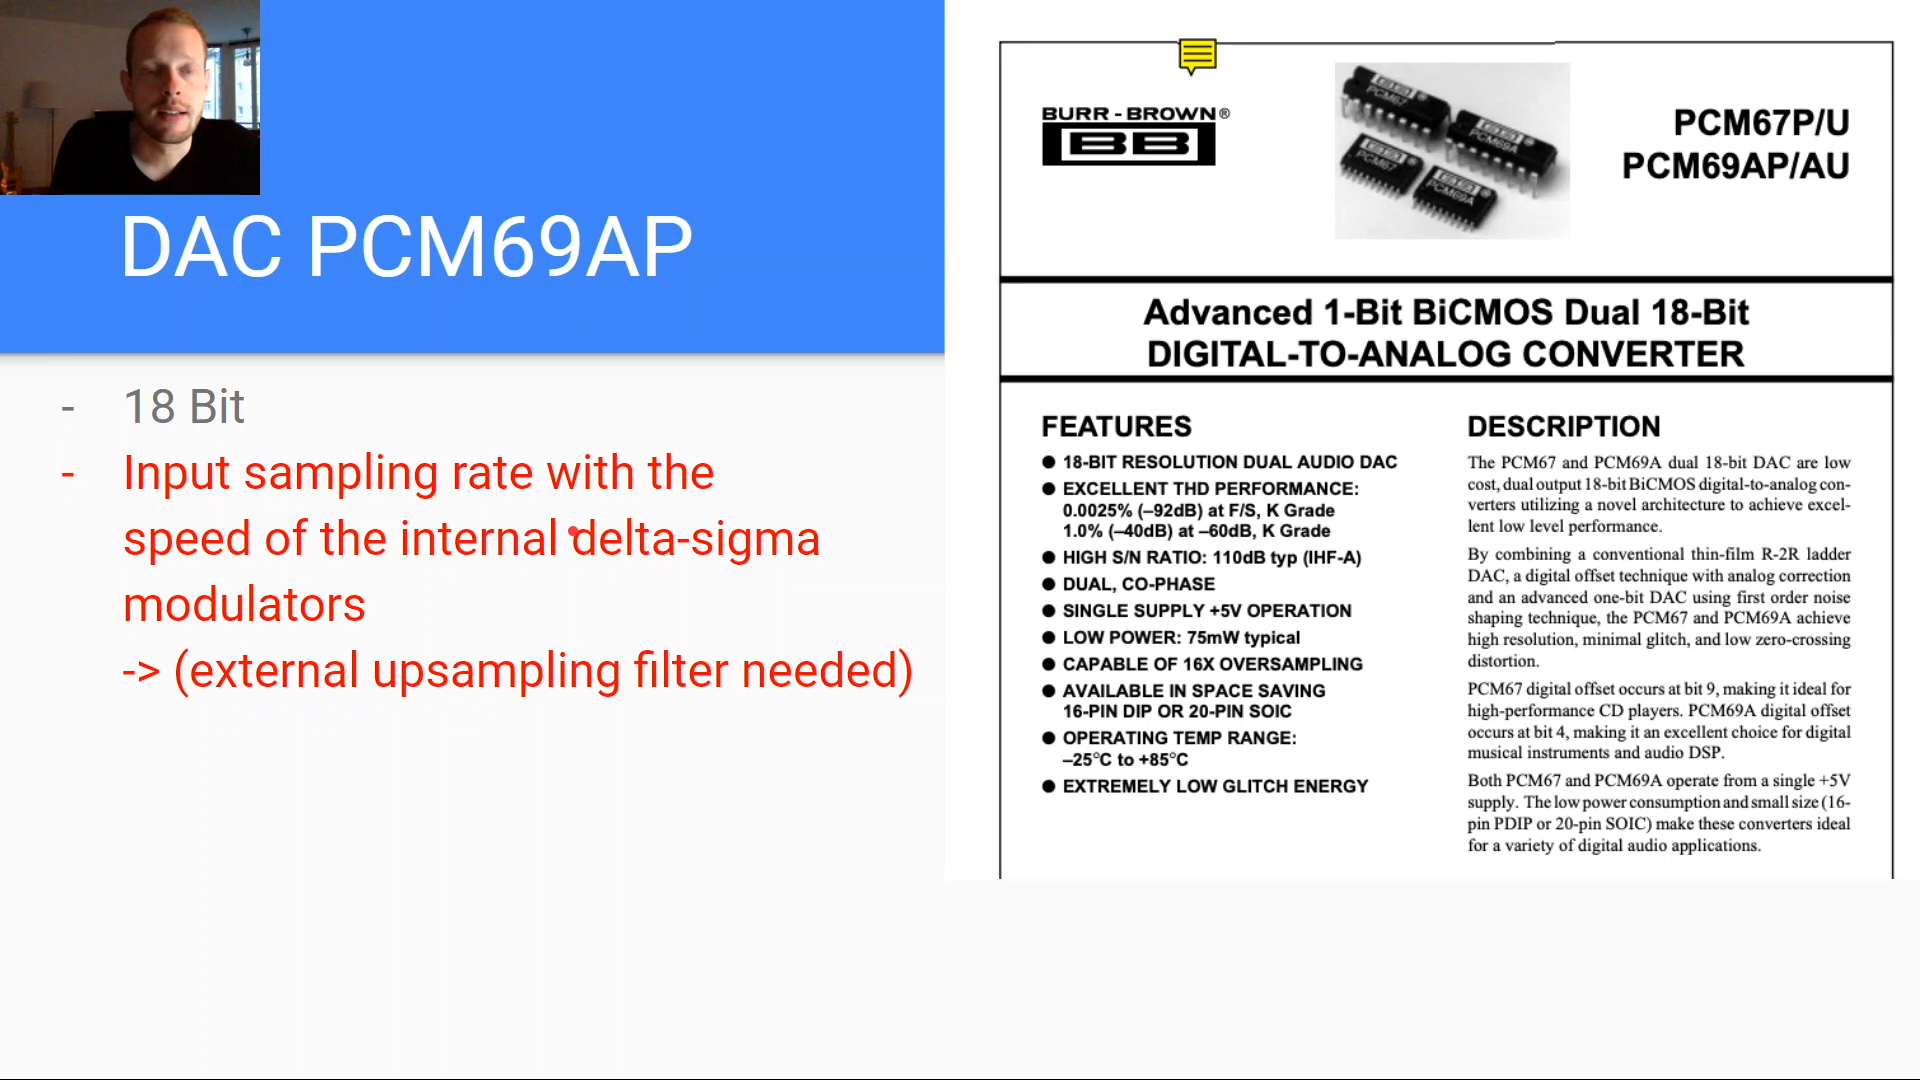 DAC PCM69AP
- 18 Bit
- Input sampling rate with the
speed of the internal delta-sigma
modulators
-> (external upsampling filter needed)
BURR - BROWN®
BB
PCM67
PCM69A
PCM67
PCM69A
PCM67P/U
PCM69AP/AU
Advanced 1-Bit BiCMOS Dual 18-Bit
DIGITAL-TO-ANALOG CONVERTER
FEATURES
● 18-BIT RESOLUTION DUAL AUDIO DAC
● EXCELLENT THD PERFORMANCE:
0.0025% (–92dB) at F/S, K Grade
1.0% (–40dB) at –60dB, K Grade
● HIGH S/N RATIO: 110dB typ (IHF-A)
● DUAL, CO-PHASE
● SINGLE SUPPLY +5V OPERATION
● LOW POWER: 75mW typical
● CAPABLE OF 16X OVERSAMPLING
● AVAILABLE IN SPACE SAVING
16-PIN DIP OR 20-PIN SOIC
● OPERATING TEMP RANGE:
–25°C to +85°C
● EXTREMELY LOW GLITCH ENERGY
DESCRIPTION
The PCM67 and PCM69A dual 18-bit DAC are low
cost, dual output 18-bit BiCMOS digital-to-analog con-
verters utilizing a novel architecture to achieve excel-
lent low level performance.
By combining a conventional thin-film R-2R ladder
DAC, a digital offset technique with analog correction
and an advanced one-bit DAC using first order noise
shaping technique, the PCM67 and PCM69A achieve
high resolution, minimal glitch, and low zero-crossing
distortion.
PCM67 digital offset occurs at bit 9, making it ideal for
high-performance CD players. PCM69A digital offset
occurs at bit 4, making it an excellent choice for digital
musical instruments and audio DSP.
Both PCM67 and PCM69A operate from a single +5V
supply. The low power consumption and small size (16-
pin PDIP or 20-pin SOIC) make these converters ideal
for a variety of digital audio applications.